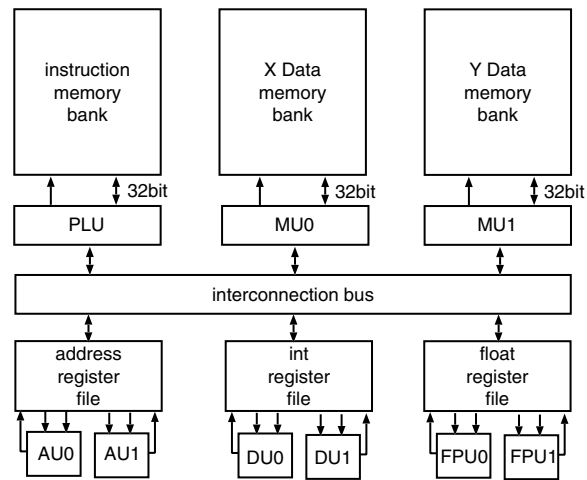 instruction
memory
bank
X Data
memory
bank
Y Data
memory
bank
32bit
32bit
32bit
PLU
MU0
MU1
interconnection bus
address
register
file
int
register
file
float
register
file
AU0
AU1
DU0
DU1
FPU0
FPU1